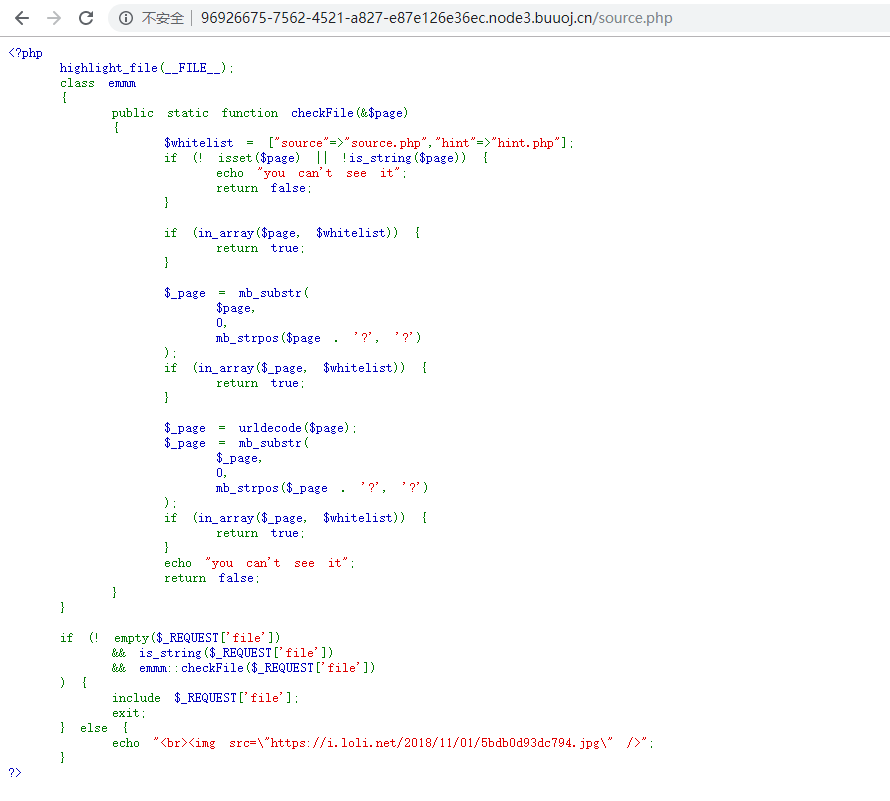 不安全 96926675-7562-4521-a827-e87e126e36ec.node3.buuoj.cn/source.php
<?php
highlight_file(__FILE__);
class emmm
{
public static function checkFile(&$page)
{
$whitelist = ["source"=>"source.php","hint"=>"hint.php"];
if (! isset($page) || !is_string($page)) {
echo "you can't see it";
return false;
}
if (in_array($page, $whitelist)) {
return true;
}
$_page = mb_substr(
$page,
0,
mb_strpos($page . '?', '?')
);
if (in_array($_page, $whitelist)) {
return true;
}
$_page = urldecode($page);
$_page = mb_substr(
$_page,
0,
mb_strpos($_page . '?', '?')
);
if (in_array($_page, $whitelist)) {
return true;
}
echo "you can't see it";
return false;
}
}
if (! empty($_REQUEST['file'])
&& is_string($_REQUEST['file'])
&& emmm::checkFile($_REQUEST['file'])
) {
include $_REQUEST['file'];
exit;
} else {
echo "<br><img src=\"https://i.loli.net/2018/11/01/5bdb0d93dc794.jpg\" />";
}
?>